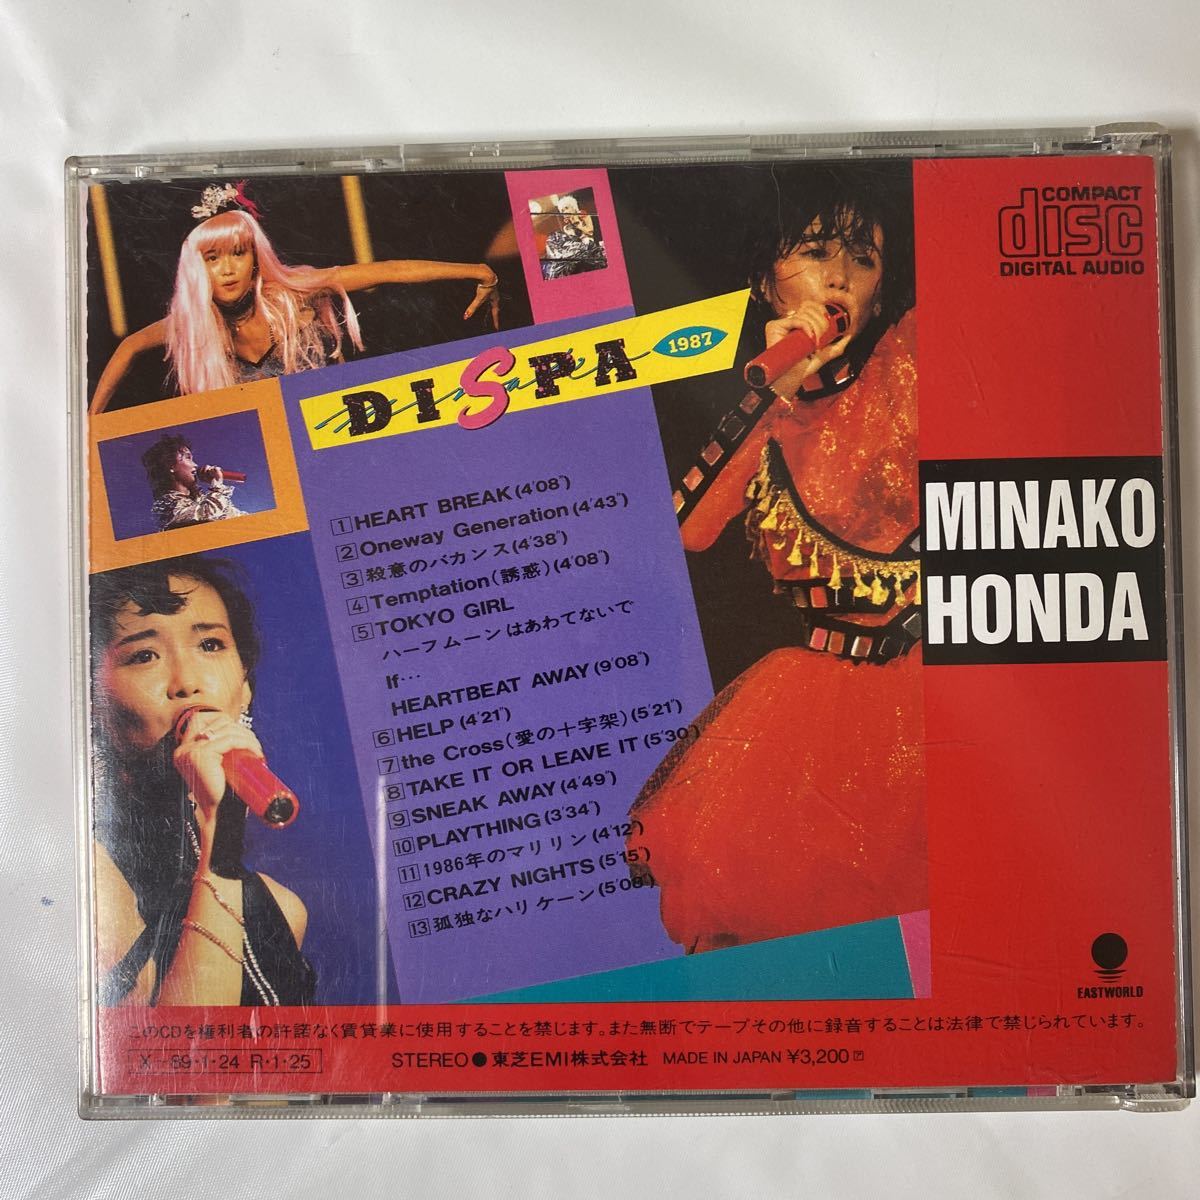 COMPACT
disc
DIGITAL AUDIO
DISPA 1987
1 HEART BREAK(4'08")
2 Oneway Generation(4'43")
3 殺意のバカンス(4'38")
4 Temptation(誘惑)(4'08")
5 TOKYO GIRL
ハーフムーンはあわてないで
If…
HEARTBEAT AWAY(9'08")
6 HELP(4'21")
7 the Cross(愛の十字架)(5'21")
8 TAKE IT OR LEAVE IT(5'30")
9 SNEAK AWAY(4'49")
10 PLAYTHING(3'34")
11 1986年のマリリン(4'12")
12 CRAZY NIGHTS(5'15")
13 孤独なハリケーン(5'08")
MINAKO
HONDA
EASTWORLD
このCDを権利者の許諾なく賃貸業に使用することを禁じます。また無断でテープその他に録音することは法律で禁じられています。
X-89・1・24 R・1・25 STEREO ● 東芝EMI株式会社 MADE IN JAPAN ¥3,200